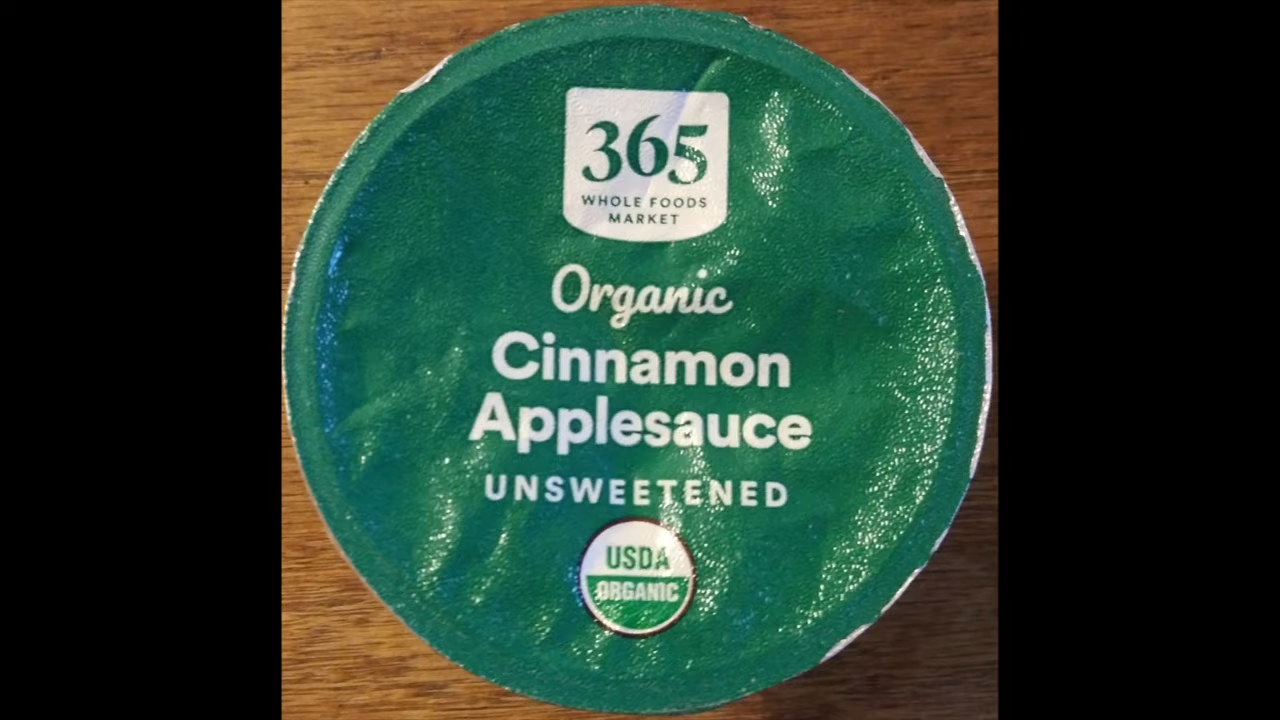 365
WHOLE FOODS
MARKET
Organic
Cinnamon
Applesauce
UNSWEETENED
USDA
ORGANIC